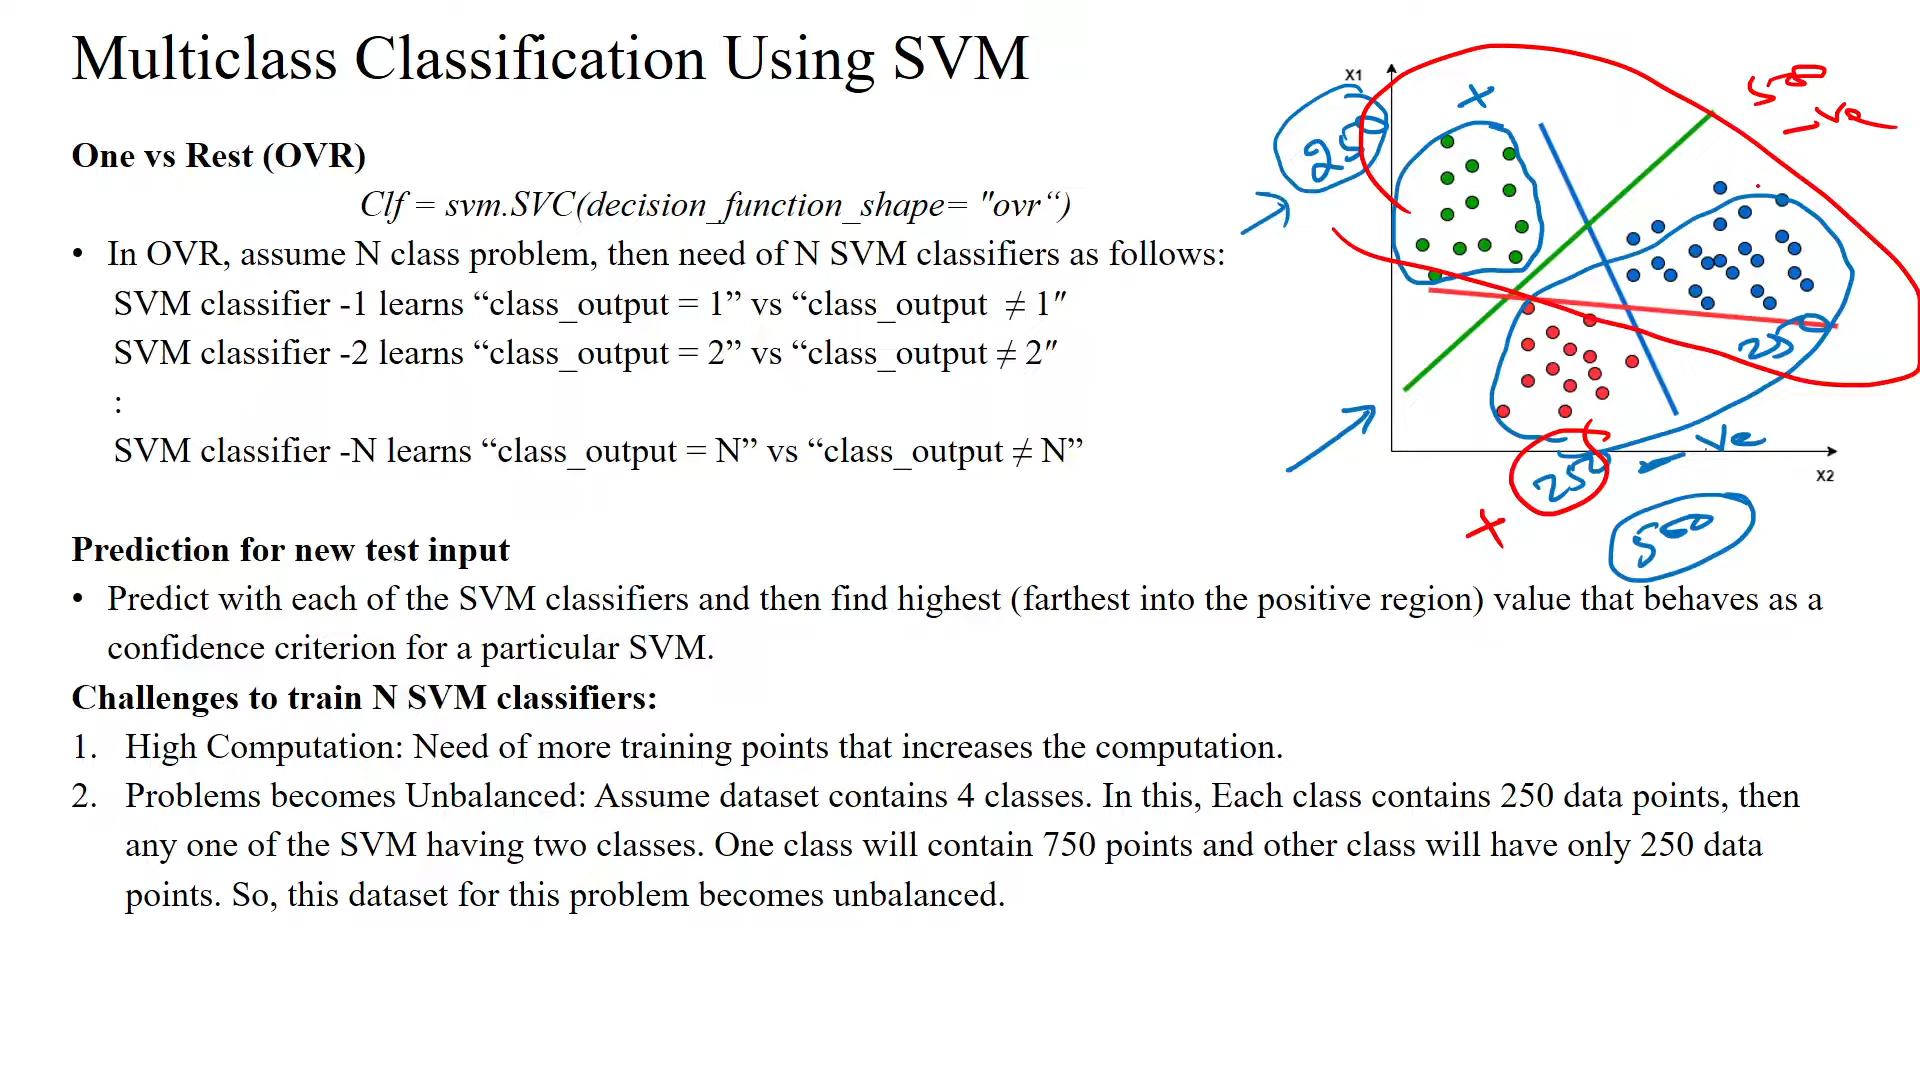 Multiclass Classification Using SVM
One vs Rest (OVR)
Clf = svm.SVC(decision_function_shape= "ovr“)
• In OVR, assume N class problem, then need of N SVM classifiers as follows:
SVM classifier -1 learns “class_output = 1” vs “class_output ≠ 1″
SVM classifier -2 learns “class_output = 2” vs “class_output ≠ 2″
:
SVM classifier -N learns “class_output = N” vs “class_output ≠ N”
Prediction for new test input
• Predict with each of the SVM classifiers and then find highest (farthest into the positive region) value that behaves as a
confidence criterion for a particular SVM.
Challenges to train N SVM classifiers:
1. High Computation: Need of more training points that increases the computation.
2. Problems becomes Unbalanced: Assume dataset contains 4 classes. In this, Each class contains 250 data points, then
any one of the SVM having two classes. One class will contain 750 points and other class will have only 250 data
points. So, this dataset for this problem becomes unbalanced.
X1
+
250
500
-ve
250
X2
-ve
250
+
500